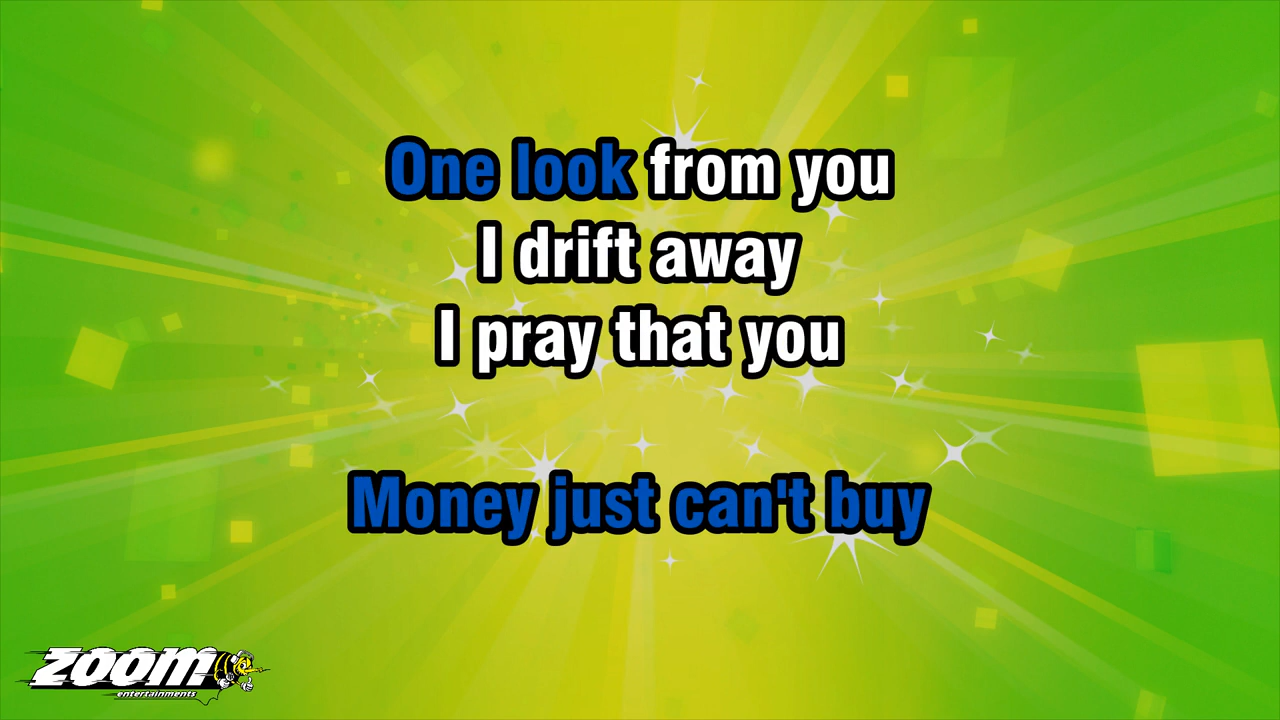 One look from you
I drift away
I pray that you
Money just can't buy
ZOOM
entertainments